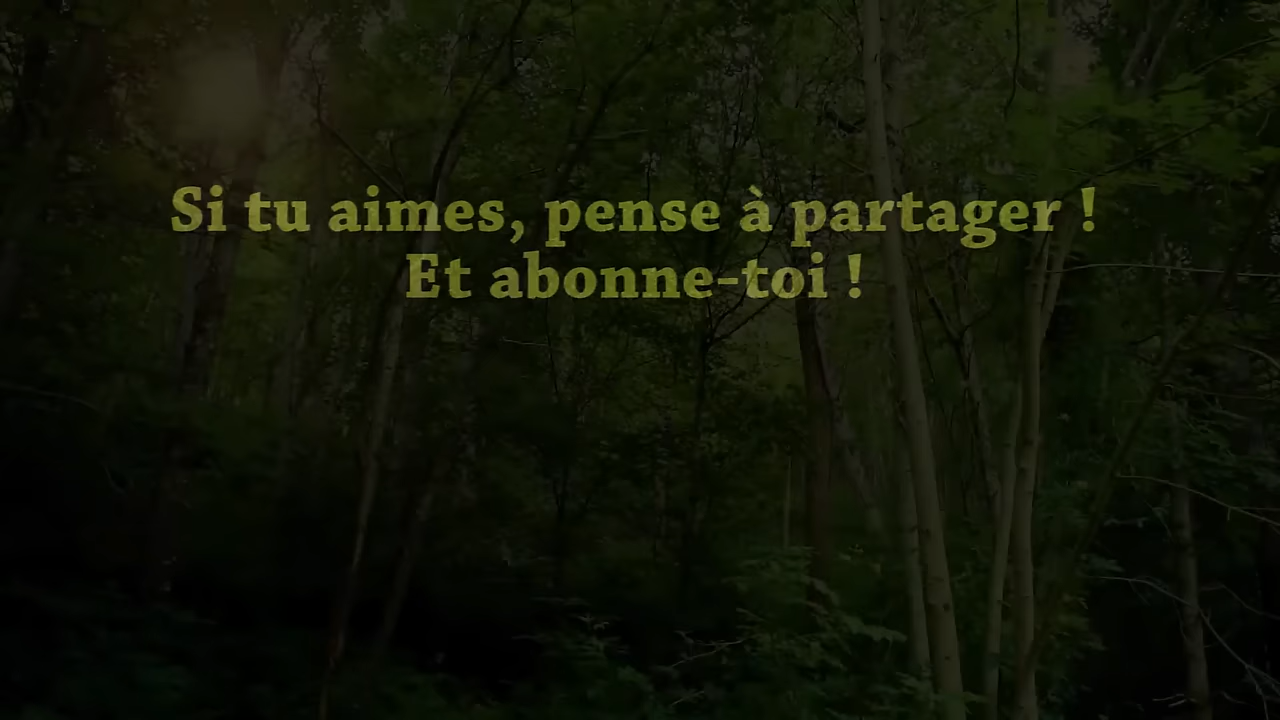 Si tu aimes, pense à partager !
Et abonne-toi !